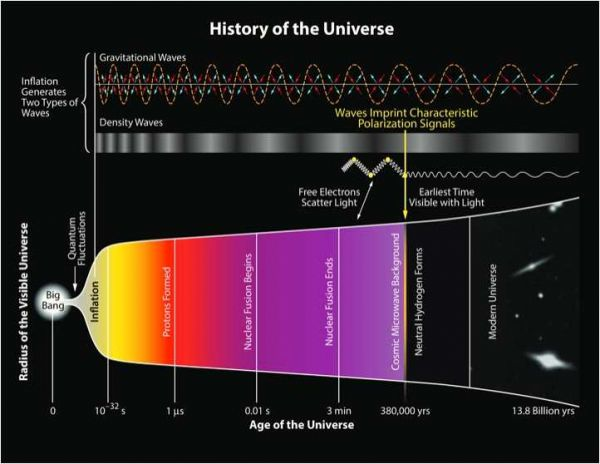 History of the Universe
Gravitational Waves
Inflation
Generates
Two Types of
Waves
Waves Imprint Characteristic
Polarization Signals
Density Waves
Free Electrons
Scatter Light
Earliest Time
Visible with Light
Radius of the Visible Universe
Quantum
Fluctuations
Big
Bang
Inflation
Protons Formed
Nuclear Fusion Begins
Nuclear Fusion Ends
Cosmic Microwave Background
Neutral Hydrogen Forms
Modern Universe
0
10⁻³² s
1 µs
0.01 s
3 min
380,000 yrs
13.8 Billion yrs
Age of the Universe